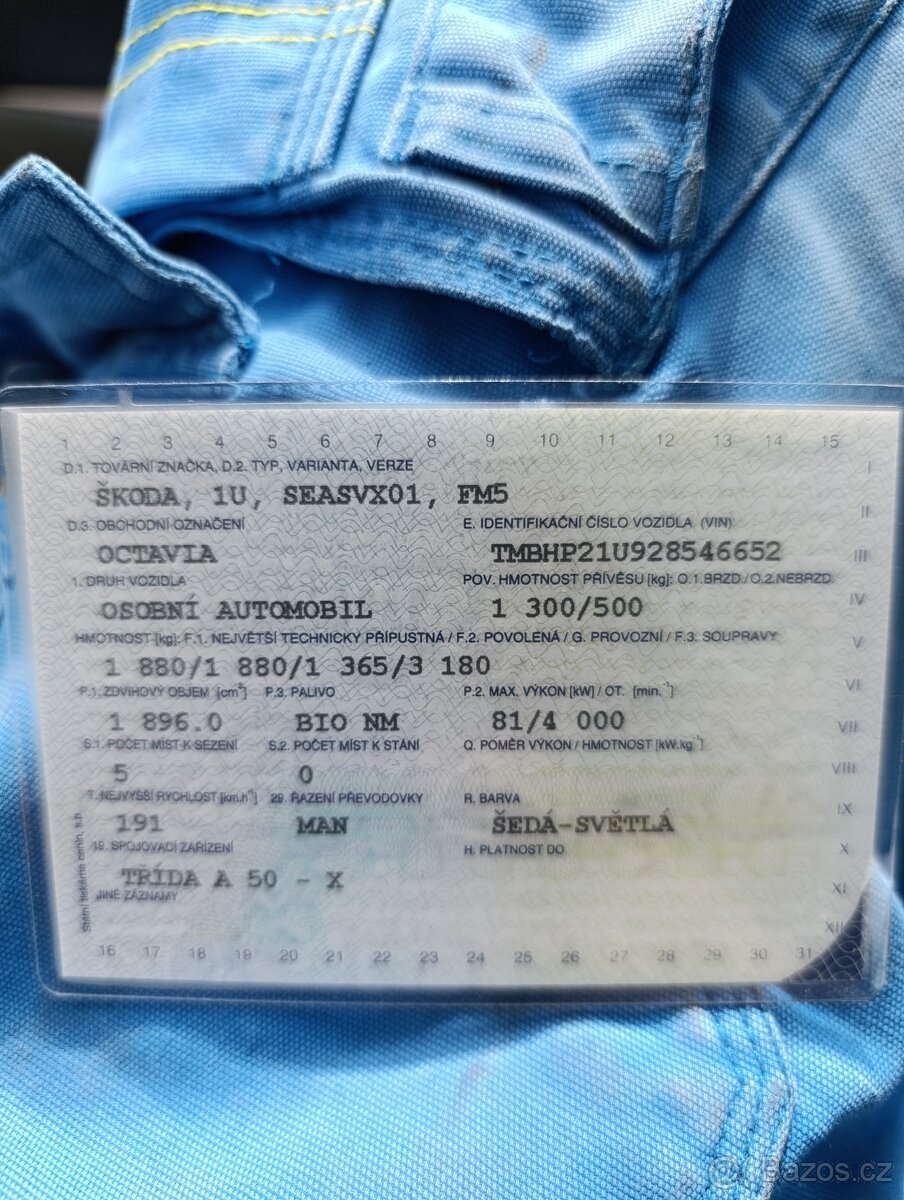 1 2 3 4 5 6 7 8 9 10 11 12 13 14 15
D.1. TOVÁRNÍ ZNAČKA, D.2. TYP, VARIANTA, VERZE I
ŠKODA, 1U, SEASVX01, FM5 II
D.3. OBCHODNÍ OZNAČENÍ E. IDENTIFIKAČNÍ ČÍSLO VOZIDLA (VIN)
OCTAVIA TMBHP21U928546652 III
1. DRUH VOZIDLA POV. HMOTNOST PŘÍVĚSU [kg]: O.1.BRZD./O.2.NEBRZD.
OSOBNÍ AUTOMOBIL 1 300/500 IV
HMOTNOST [kg]: F.1. NEJVĚTŠÍ TECHNICKY PŘÍPUSTNÁ / F.2. POVOLENÁ / G. PROVOZNÍ / F.3. SOUPRAVY V
1 880/1 880/1 365/3 180
P.1. ZDVIHOVÝ OBJEM [cm³] P.3. PALIVO P.2. MAX. VÝKON [kW] / OT. [min.⁻¹] VI
1 896.0 BIO NM 81/4 000 VII
S.1. POČET MÍST K SEZENÍ S.2. POČET MÍST K STÁNÍ Q. POMĚR VÝKON / HMOTNOST [kW.kg⁻¹]
5 0 VIII
T. NEJVYŠŠÍ RYCHLOST [km.h⁻¹] 29. ŘAZENÍ PŘEVODOVKY R. BARVA
191 MAN ŠEDÁ-SVĚTLÁ IX
19. SPOJOVACÍ ZAŘÍZENÍ H. PLATNOST DO X
TŘÍDA A 50 - X XI
JINÉ ZÁZNAMY
XII
16 17 18 19 20 21 22 23 24 25 26 27 28 29 30 31
Státní tiskárna cenin, s.p.
Bazos.cz